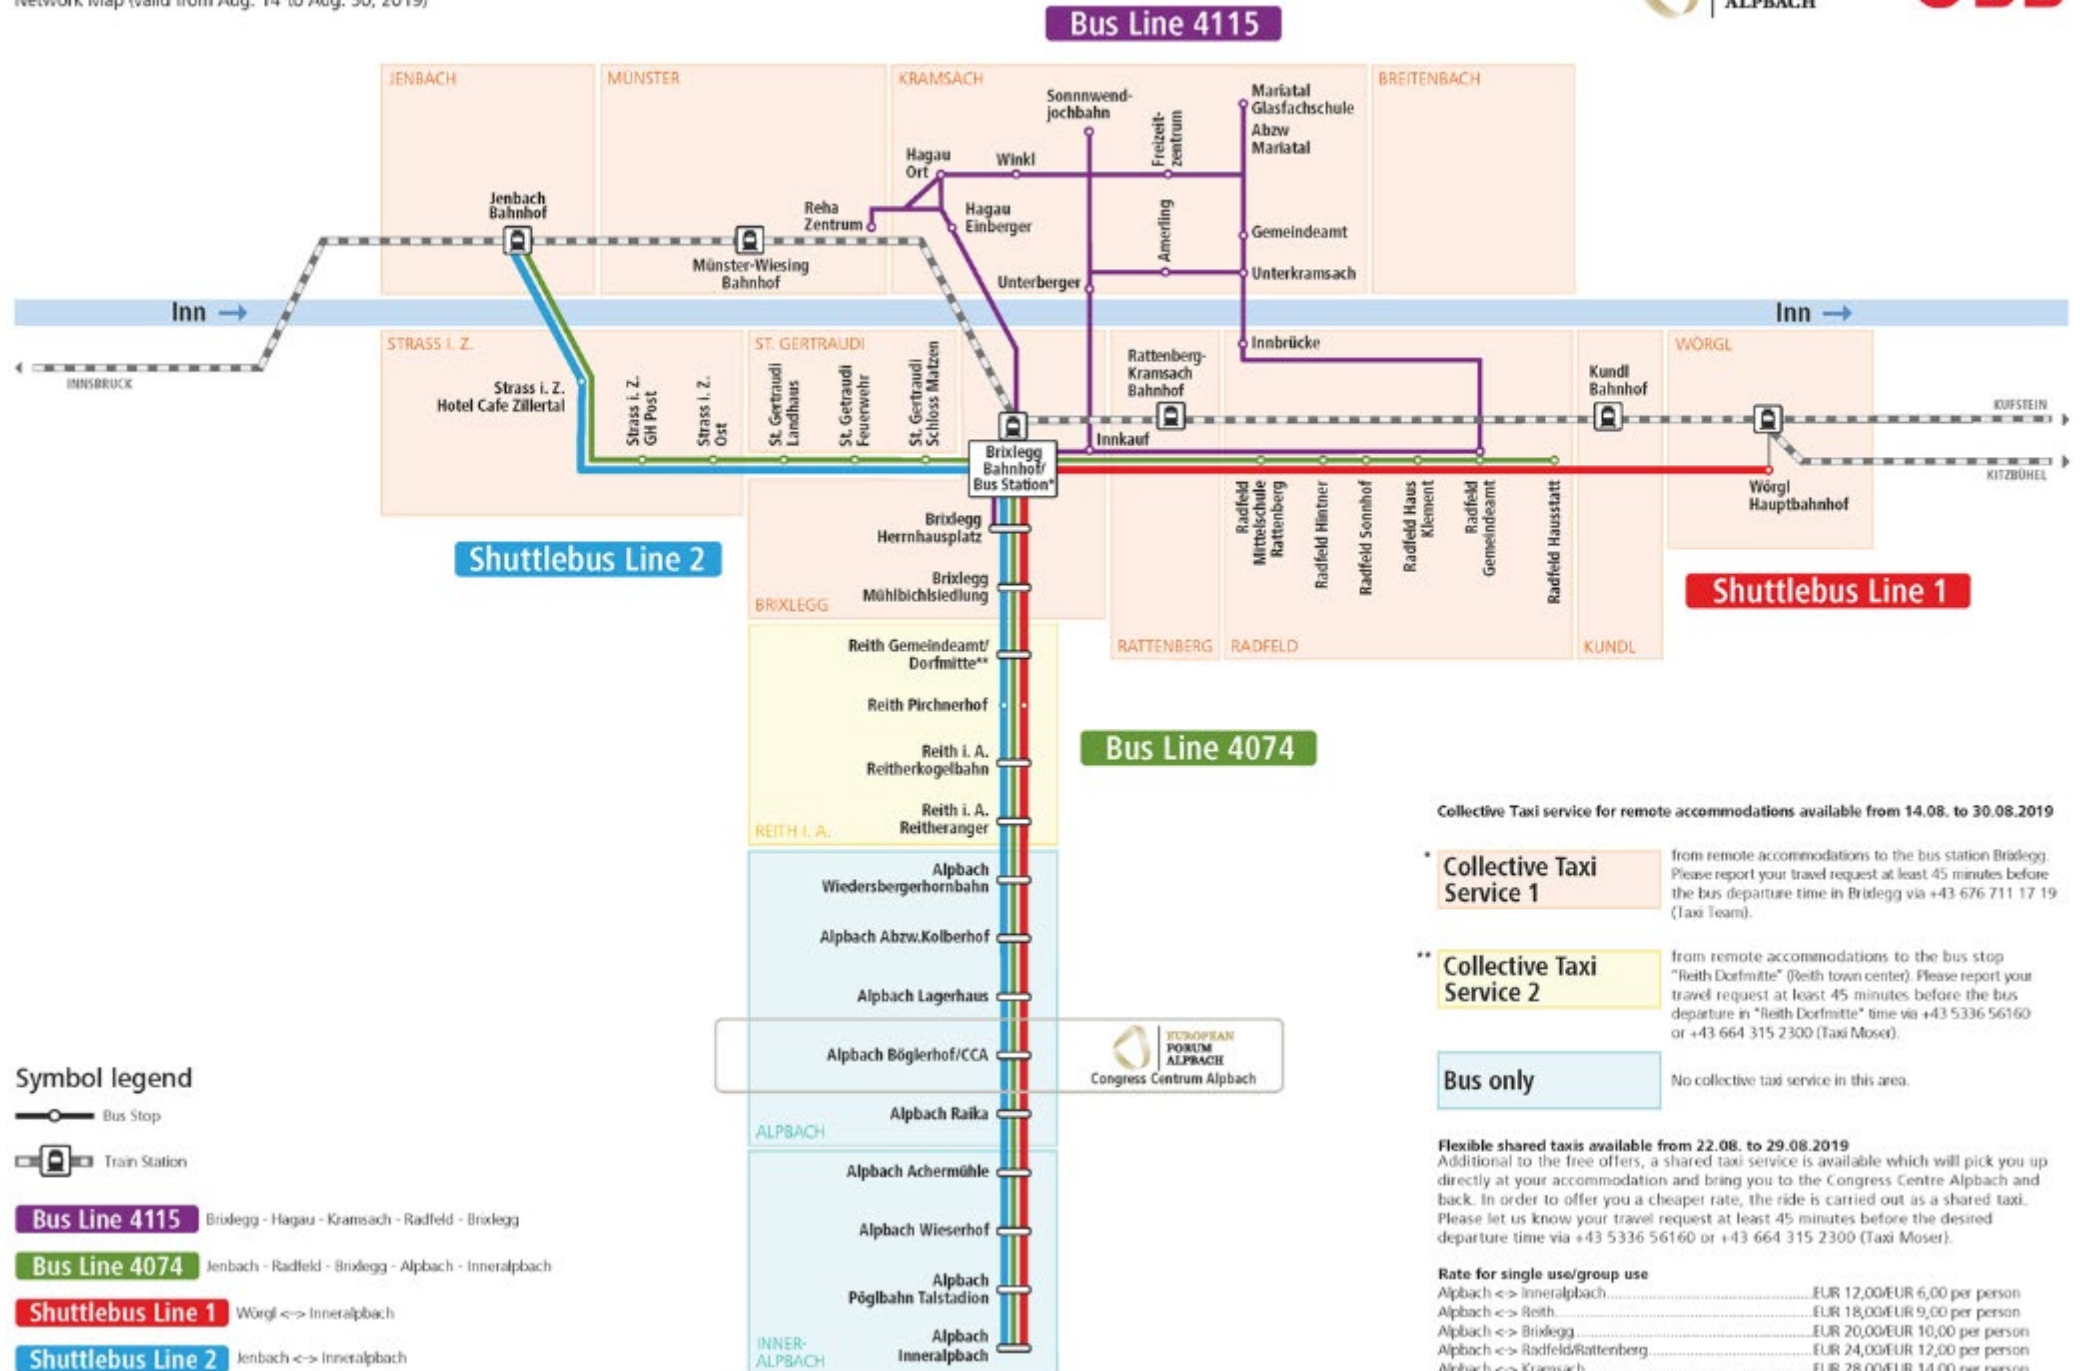 Network Map (valid from Aug. 14 to Aug. 30, 2019)
ALPBACH
ÖBB
Bus Line 4115
JENBACH
MÜNSTER
KRAMSACH
BREITENBACH
Sonnnwend-
jochbahn
Freizeit-
zentrum
Mariatal
Glasfachschule
Abzw
Mariatal
Hagau
Ort
Winkl
Jenbach
Bahnhof
Reha
Zentrum
Hagau
Einberger
Amerling
Gemeindeamt
Münster-Wiesing
Bahnhof
Unterberger
Unterkramsach
Inn
Inn
STRASS I. Z.
ST. GERTRAUDI
Innbrücke
WÖRGL
INNSBRUCK
Strass i. Z.
Hotel Cafe Zillertal
Strass i. Z.
GH Post
Strass i. Z.
Ost
St. Gertraudi
Landhaus
St. Getraudi
Feuerwehr
St. Gertraudi
Schloss Matzen
Rattenberg-
Kramsach
Bahnhof
Kundl
Bahnhof
KUFSTEIN
Innkauf
Brixlegg
Bahnhof/
Bus Station*
KITZBÜHEL
Wörgl
Hauptbahnhof
Radfeld
Mittelschule
Rattenberg
Radfeld Hintner
Radfeld Sonnhof
Radfeld Haus
Klement
Radfeld
Gemeindeamt
Radfeld Hausstatt
Brixlegg
Herrnhausplatz
Shuttlebus Line 2
Brixlegg
Mühlbichlsiedlung
BRIXLEGG
Shuttlebus Line 1
RATTENBERG
RADFELD
KUNDL
Reith Gemeindeamt/
Dorfmitte**
Reith Pirchnerhof
Bus Line 4074
Reith i. A.
Reitherkogelbahn
Reith i. A.
Reitheranger
REITH I. A.
Alpbach
Wiedersbergerhornbahn
Alpbach Abzw.Kolberhof
Alpbach Lagerhaus
Alpbach Böglerhof/CCA
EUROPEAN
FORUM
ALPBACH
Congress Centrum Alpbach
Alpbach Raika
ALPBACH
Alpbach Achermühle
Alpbach Wieserhof
Alpbach
Pöglbahn Talstadion
INNER-
ALPBACH
Alpbach
Inneralpbach
Symbol legend
Bus Stop
Train Station
Bus Line 4115 Brixlegg - Hagau - Kramsach - Radfeld - Brixlegg
Bus Line 4074 Jenbach - Radfeld - Brixlegg - Alpbach - Inneralpbach
Shuttlebus Line 1 Wörgl <-> Inneralpbach
Shuttlebus Line 2 Jenbach <-> Inneralpbach
Collective Taxi service for remote accommodations available from 14.08. to 30.08.2019
* Collective Taxi
Service 1
from remote accommodations to the bus station Brixlegg.
Please report your travel request at least 45 minutes before
the bus departure time in Brixlegg via +43 676 711 17 19
(Taxi Team).
** Collective Taxi
Service 2
from remote accommodations to the bus stop
"Reith Dorfmitte" (Reith town center). Please report your
travel request at least 45 minutes before the bus
departure in "Reith Dorfmitte" time via +43 5336 56160
or +43 664 315 2300 (Taxi Moser).
Bus only
No collective taxi service in this area.
Flexible shared taxis available from 22.08. to 29.08.2019
Additional to the free offers, a shared taxi service is available which will pick you up
directly at your accommodation and bring you to the Congress Centre Alpbach and
back. In order to offer you a cheaper rate, the ride is carried out as a shared taxi.
Please let us know your travel request at least 45 minutes before the desired
departure time via +43 5336 56160 or +43 664 315 2300 (Taxi Moser).
Rate for single use/group use
Alpbach <-> Inneralpbach EUR 12,00/EUR 6,00 per person
Alpbach <-> Reith EUR 18,00/EUR 9,00 per person
Alpbach <-> Brixlegg EUR 20,00/EUR 10,00 per person
Alpbach <-> Radfeld/Rattenberg EUR 24,00/EUR 12,00 per person
Alpbach <-> Kramsach EUR 28,00/EUR 14,00 per person